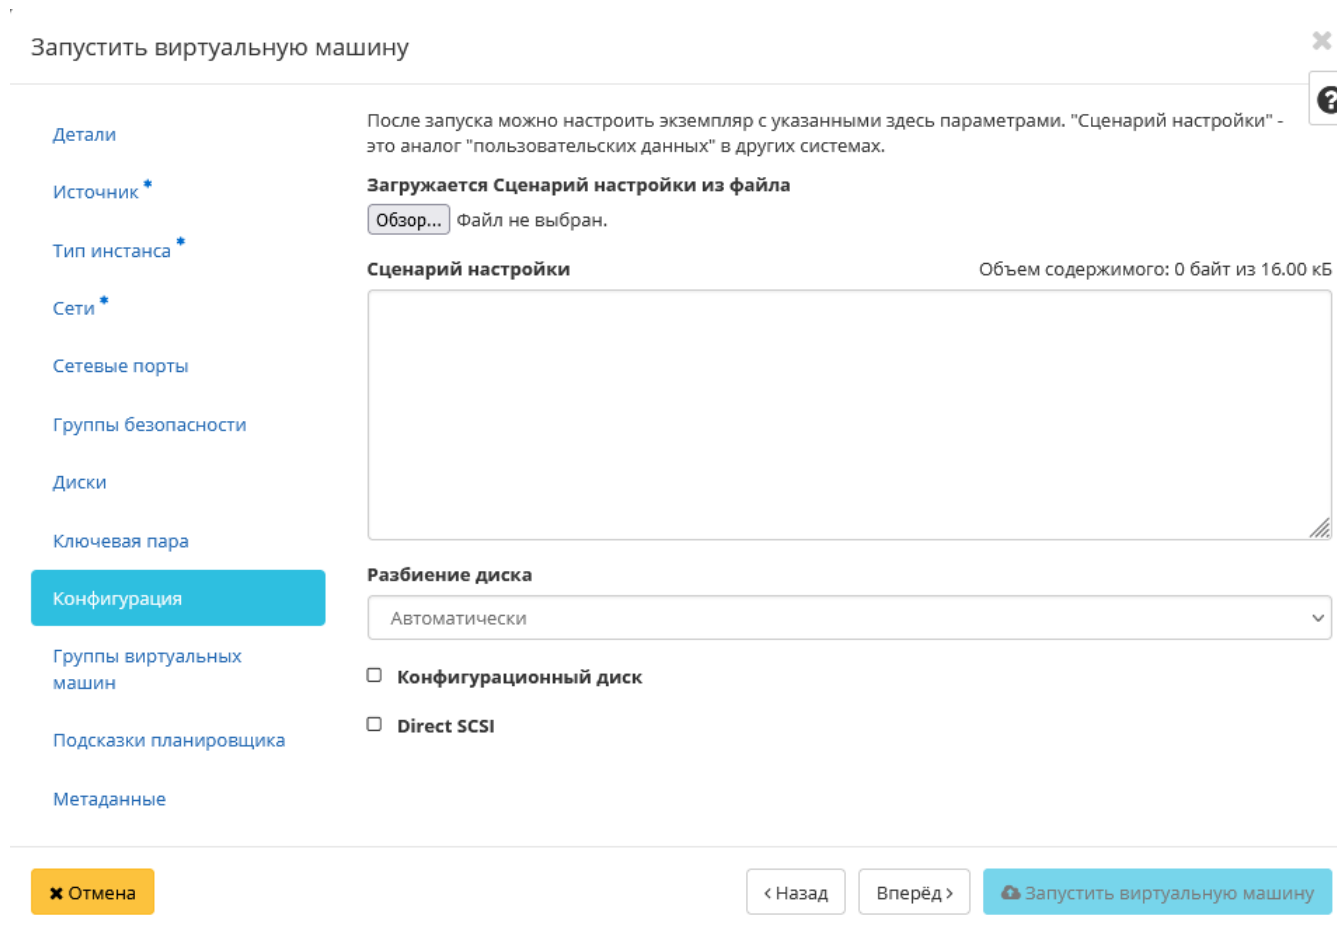 Запустить виртуальную машину
Детали
Источник *
Тип инстанса *
Сети *
Сетевые порты
Группы безопасности
Диски
Ключевая пара
Конфигурация
Группы виртуальных
машин
Подсказки планировщика
Метаданные
После запуска можно настроить экземпляр с указанными здесь параметрами. "Сценарий настройки" -
это аналог "пользовательских данных" в других системах.
Загружается Сценарий настройки из файла
Обзор... Файл не выбран.
Сценарий настройки Объем содержимого: 0 байт из 16.00 кБ
Разбиение диска
Автоматически
Конфигурационный диск
Direct SCSI
Отмена
< Назад
Вперёд >
Запустить виртуальную машину